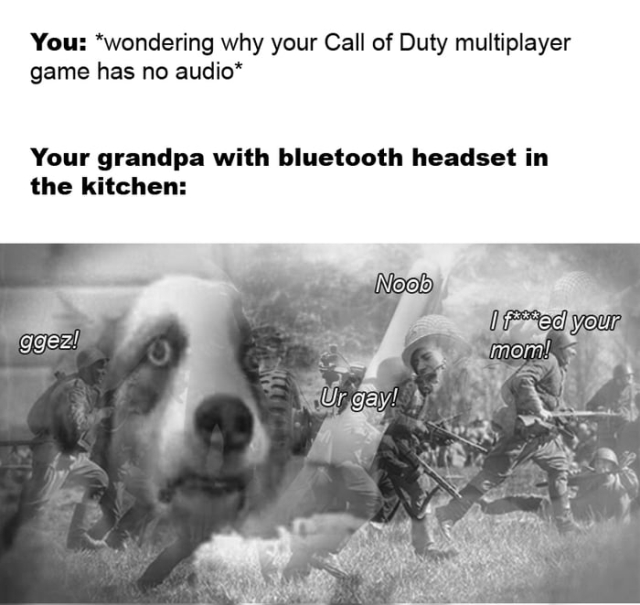 You: *wondering why your Call of Duty multiplayer
game has no audio*
Your grandpa with bluetooth headset in
the kitchen:
Noob
I f***ed your
mom!
ggez!
Ur gay!